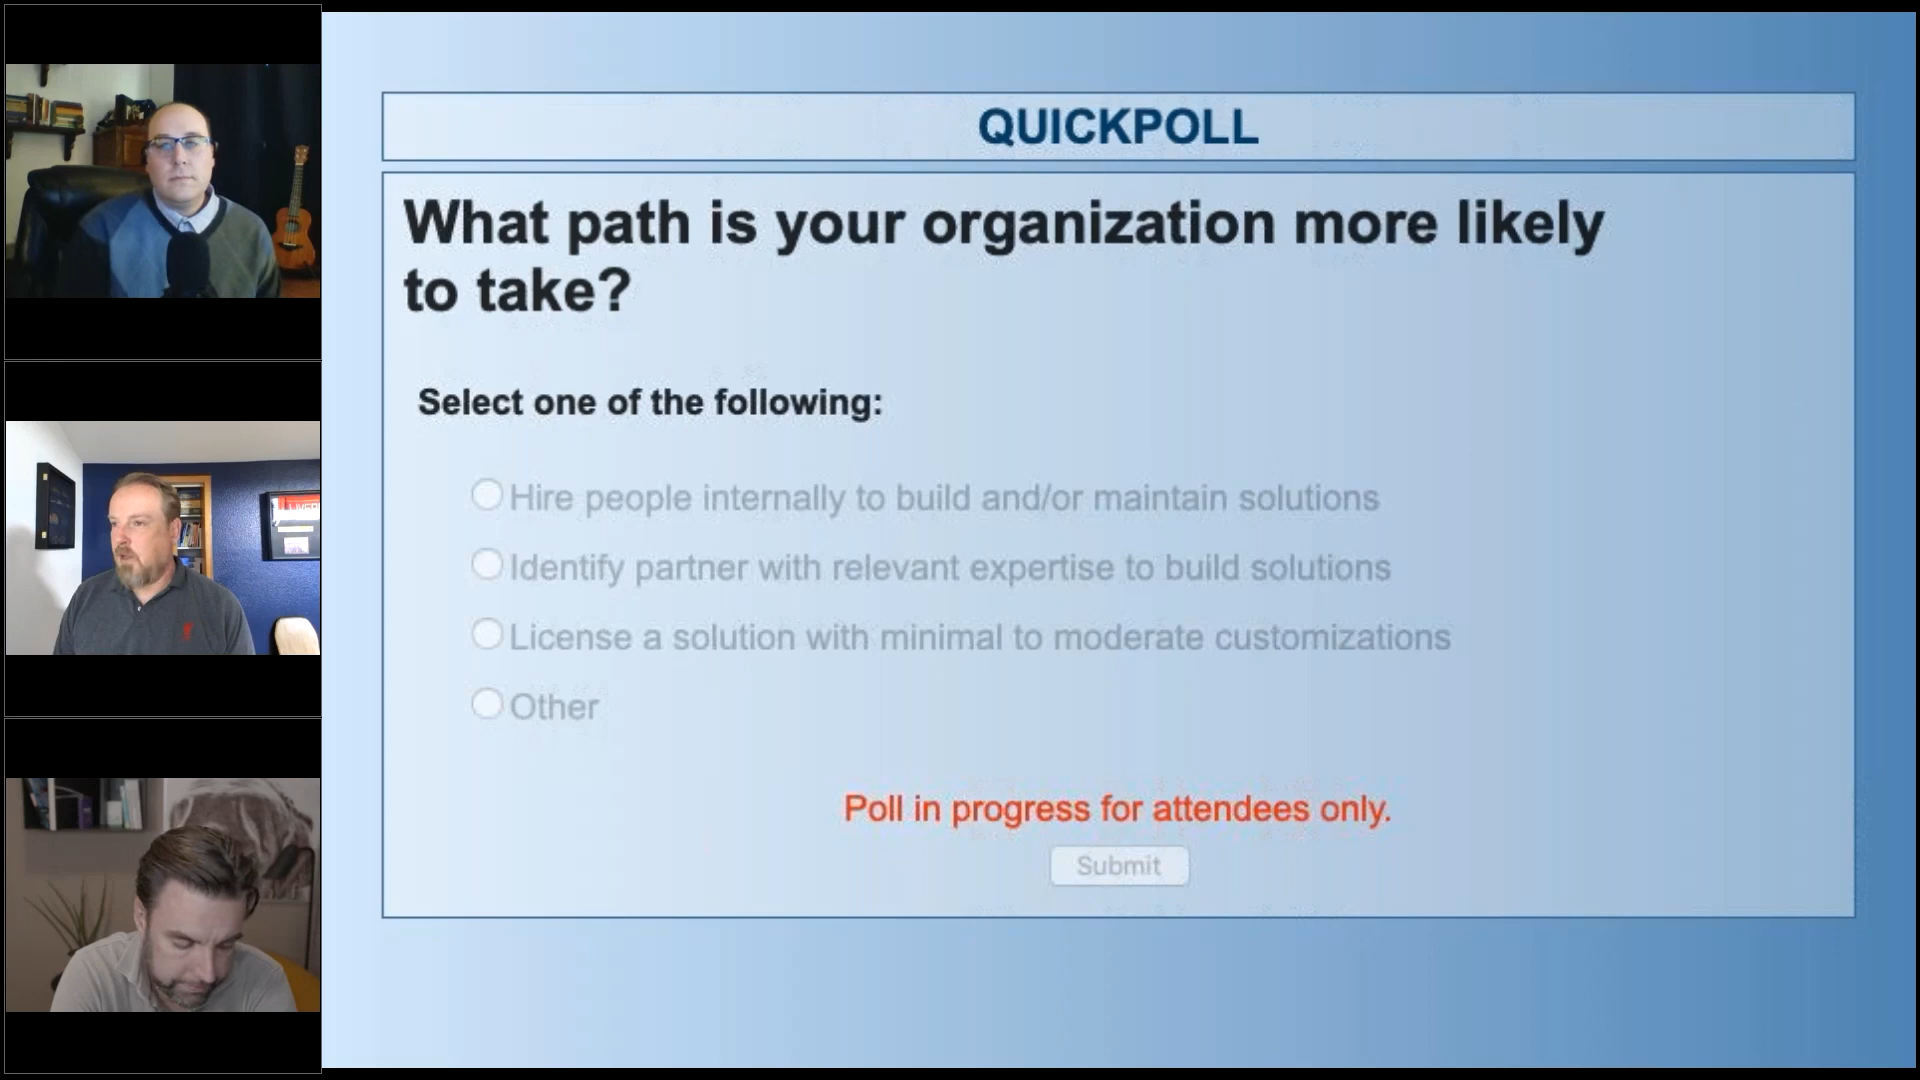 QUICKPOLL
What path is your organization more likely
to take?
Select one of the following:
Hire people internally to build and/or maintain solutions
Identify partner with relevant expertise to build solutions
License a solution with minimal to moderate customizations
Other
Poll in progress for attendees only.
Submit